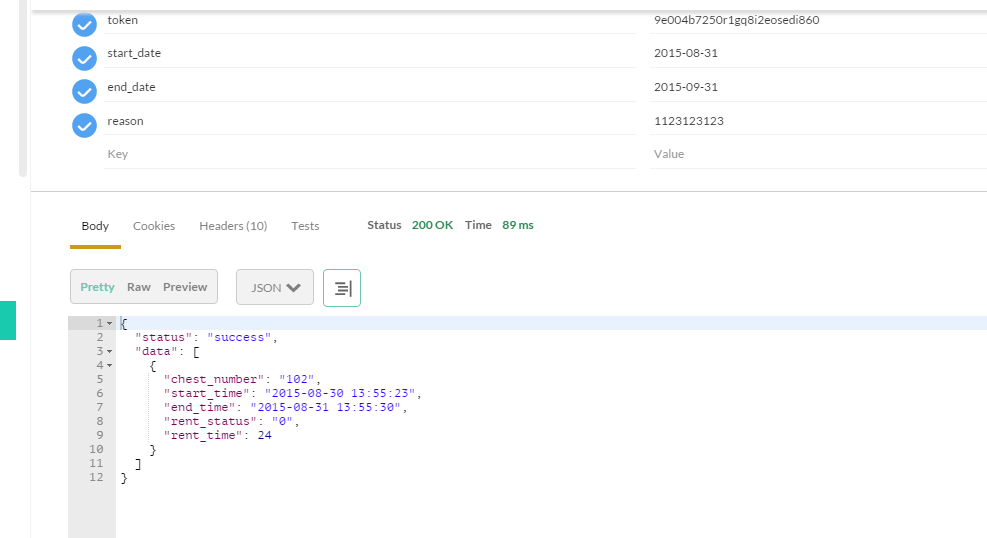 token 9e004b7250r1gq8i2eosedi860
start_date 2015-08-31
end_date 2015-09-31
reason 1123123123
Key Value
Body Cookies Headers (10) Tests Status 200 OK Time 89 ms
Pretty Raw Preview JSON
1 {
2 "status": "success",
3 "data": [
4 {
5 "chest_number": "102",
6 "start_time": "2015-08-30 13:55:23",
7 "end_time": "2015-08-31 13:55:30",
8 "rent_status": "0",
9 "rent_time": 24
10 }
11 ]
12 }